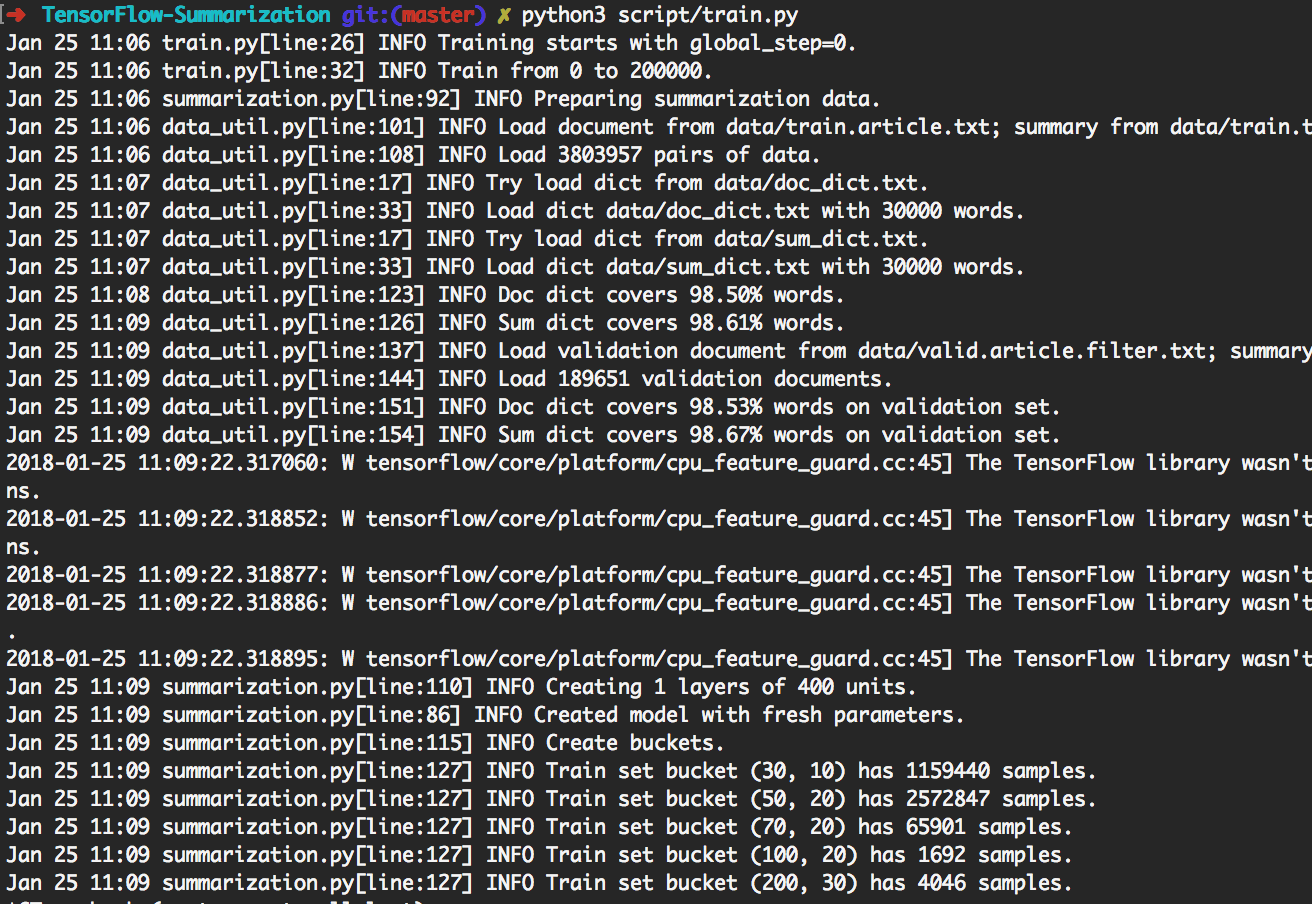 [➜ TensorFlow-Summarization git:(master) ✗ python3 script/train.py
Jan 25 11:06 train.py[line:26] INFO Training starts with global_step=0.
Jan 25 11:06 train.py[line:32] INFO Train from 0 to 200000.
Jan 25 11:06 summarization.py[line:92] INFO Preparing summarization data.
Jan 25 11:06 data_util.py[line:101] INFO Load document from data/train.article.txt; summary from data/train.t
Jan 25 11:06 data_util.py[line:108] INFO Load 3803957 pairs of data.
Jan 25 11:07 data_util.py[line:17] INFO Try load dict from data/doc_dict.txt.
Jan 25 11:07 data_util.py[line:33] INFO Load dict data/doc_dict.txt with 30000 words.
Jan 25 11:07 data_util.py[line:17] INFO Try load dict from data/sum_dict.txt.
Jan 25 11:07 data_util.py[line:33] INFO Load dict data/sum_dict.txt with 30000 words.
Jan 25 11:08 data_util.py[line:123] INFO Doc dict covers 98.50% words.
Jan 25 11:09 data_util.py[line:126] INFO Sum dict covers 98.61% words.
Jan 25 11:09 data_util.py[line:137] INFO Load validation document from data/valid.article.filter.txt; summary
Jan 25 11:09 data_util.py[line:144] INFO Load 189651 validation documents.
Jan 25 11:09 data_util.py[line:151] INFO Doc dict covers 98.53% words on validation set.
Jan 25 11:09 data_util.py[line:154] INFO Sum dict covers 98.67% words on validation set.
2018-01-25 11:09:22.317060: W tensorflow/core/platform/cpu_feature_guard.cc:45] The TensorFlow library wasn't
ns.
2018-01-25 11:09:22.318852: W tensorflow/core/platform/cpu_feature_guard.cc:45] The TensorFlow library wasn't
ns.
2018-01-25 11:09:22.318877: W tensorflow/core/platform/cpu_feature_guard.cc:45] The TensorFlow library wasn't
2018-01-25 11:09:22.318886: W tensorflow/core/platform/cpu_feature_guard.cc:45] The TensorFlow library wasn't
.
2018-01-25 11:09:22.318895: W tensorflow/core/platform/cpu_feature_guard.cc:45] The TensorFlow library wasn't
Jan 25 11:09 summarization.py[line:110] INFO Creating 1 layers of 400 units.
Jan 25 11:09 summarization.py[line:86] INFO Created model with fresh parameters.
Jan 25 11:09 summarization.py[line:115] INFO Create buckets.
Jan 25 11:09 summarization.py[line:127] INFO Train set bucket (30, 10) has 1159440 samples.
Jan 25 11:09 summarization.py[line:127] INFO Train set bucket (50, 20) has 2572847 samples.
Jan 25 11:09 summarization.py[line:127] INFO Train set bucket (70, 20) has 65901 samples.
Jan 25 11:09 summarization.py[line:127] INFO Train set bucket (100, 20) has 1692 samples.
Jan 25 11:09 summarization.py[line:127] INFO Train set bucket (200, 30) has 4046 samples.